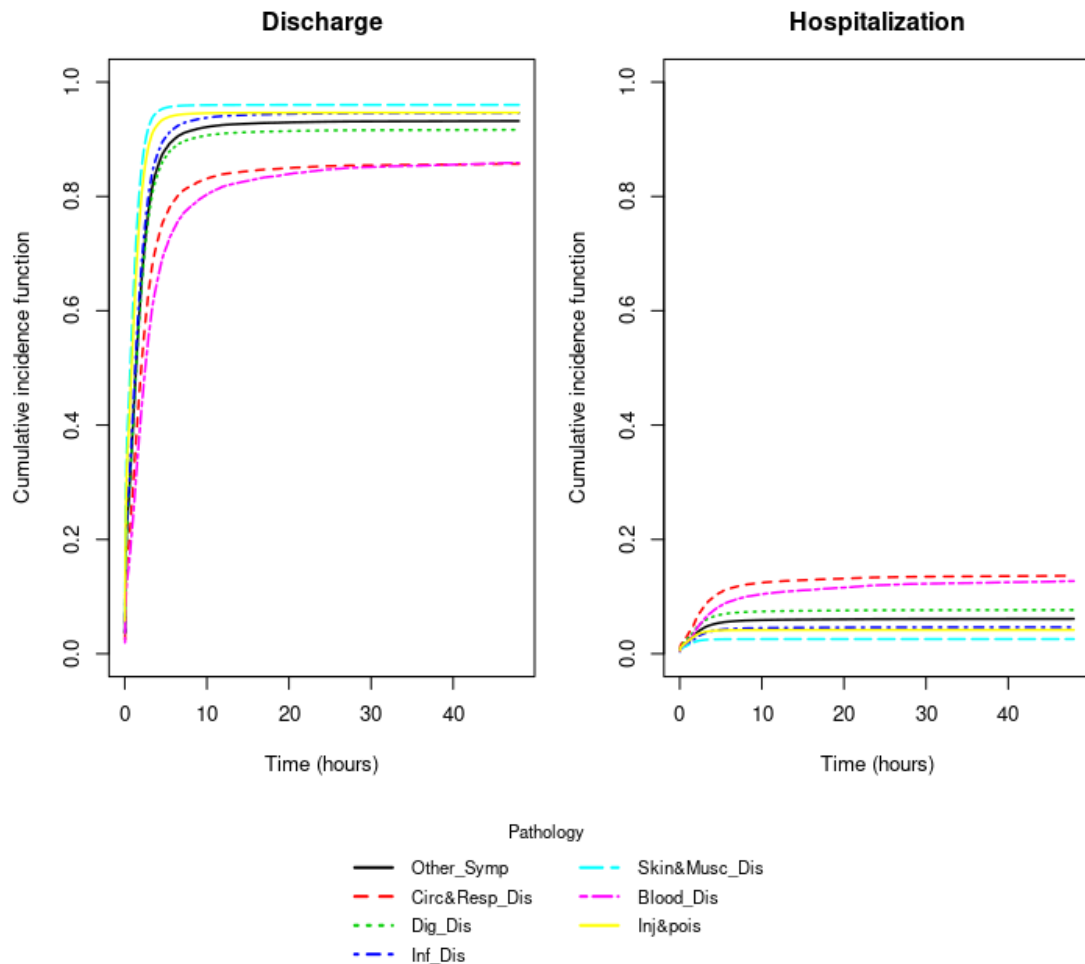 Discharge
Hospitalization
Cumulative incidence function
1.0
0.8
0.6
0.4
0.2
0.0
0 10 20 30 40
Time (hours)
Cumulative incidence function
1.0
0.8
0.6
0.4
0.2
0.0
0 10 20 30 40
Time (hours)
Pathology
Other_Symp
Circ&Resp_Dis
Dig_Dis
Inf_Dis
Skin&Musc_Dis
Blood_Dis
Inj&pois